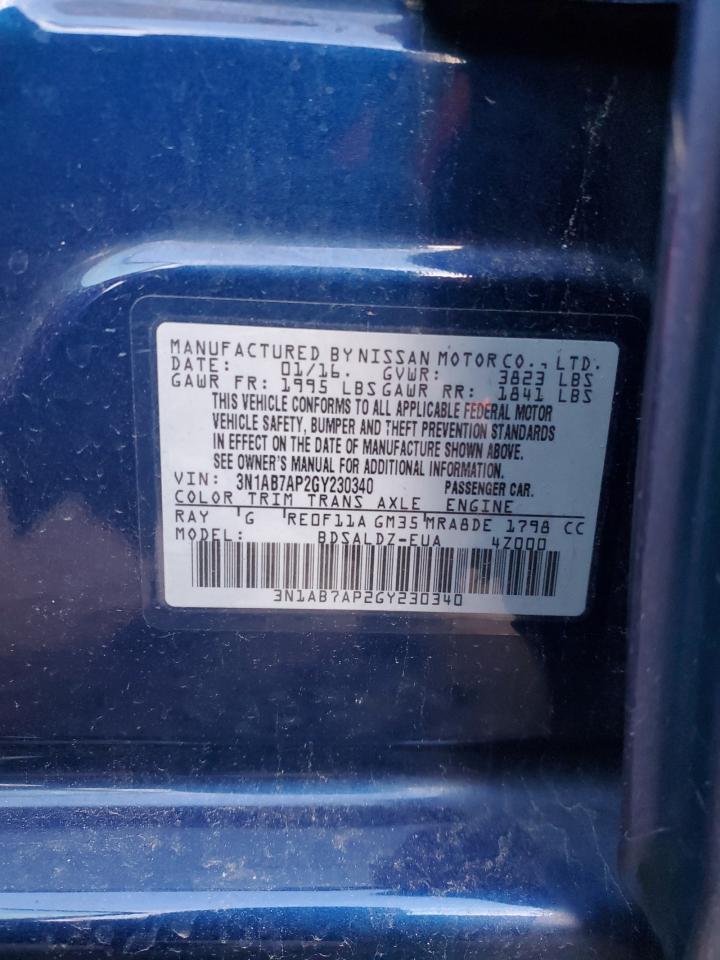 MANUFACTURED BY NISSAN MOTOR CO., LTD.
DATE: 01/16. GVWR: 3823 LBS
GAWR FR: 1995 LBS GAWR RR: 1841 LBS
THIS VEHICLE CONFORMS TO ALL APPLICABLE FEDERAL MOTOR
VEHICLE SAFETY, BUMPER AND THEFT PREVENTION STANDARDS
IN EFFECT ON THE DATE OF MANUFACTURE SHOWN ABOVE.
SEE OWNER'S MANUAL FOR ADDITIONAL INFORMATION.
VIN: 3N1AB7AP2GY230340 PASSENGER CAR.
COLOR TRIM TRANS AXLE ENGINE
RAY G RE0F11A GM35 MRA8DE 1798 CC
MODEL: BDSALDZ-EUA 4Z000
3N1AB7AP2GY230340